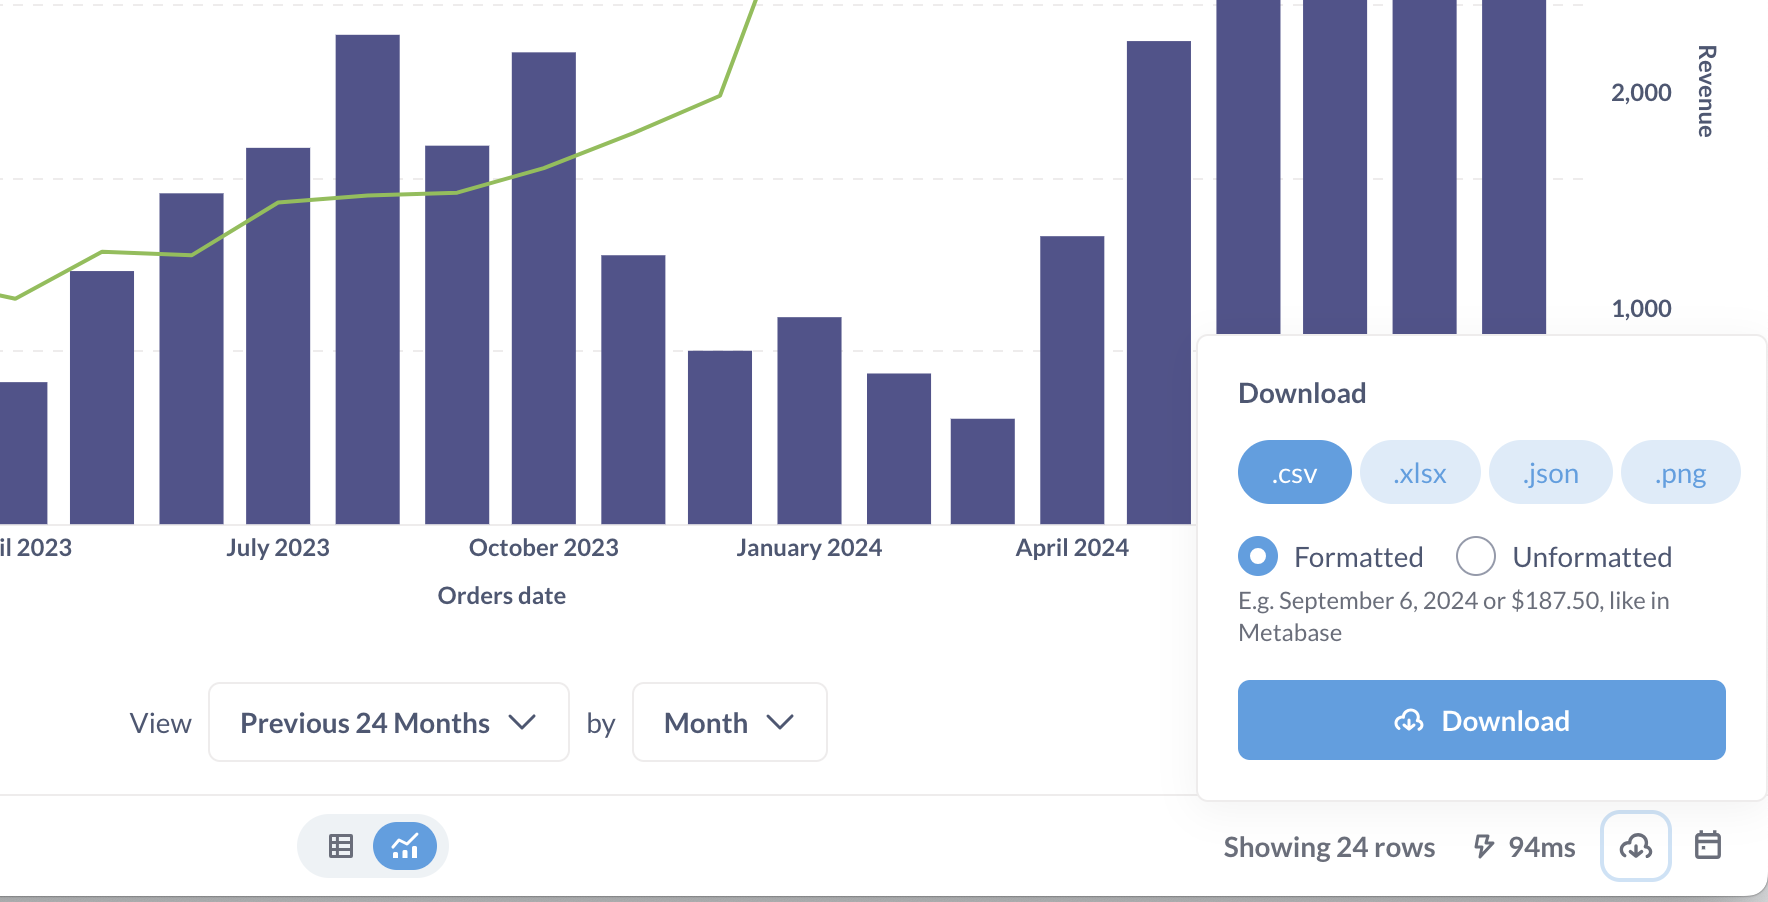 2,000
Revenue
1,000
il 2023
July 2023
October 2023
January 2024
April 2024
Orders date
Download
.csv
.xlsx
.json
.png
Formatted
Unformatted
E.g. September 6, 2024 or $187.50, like in
Metabase
Download
View
Previous 24 Months
by
Month
Showing 24 rows
94ms